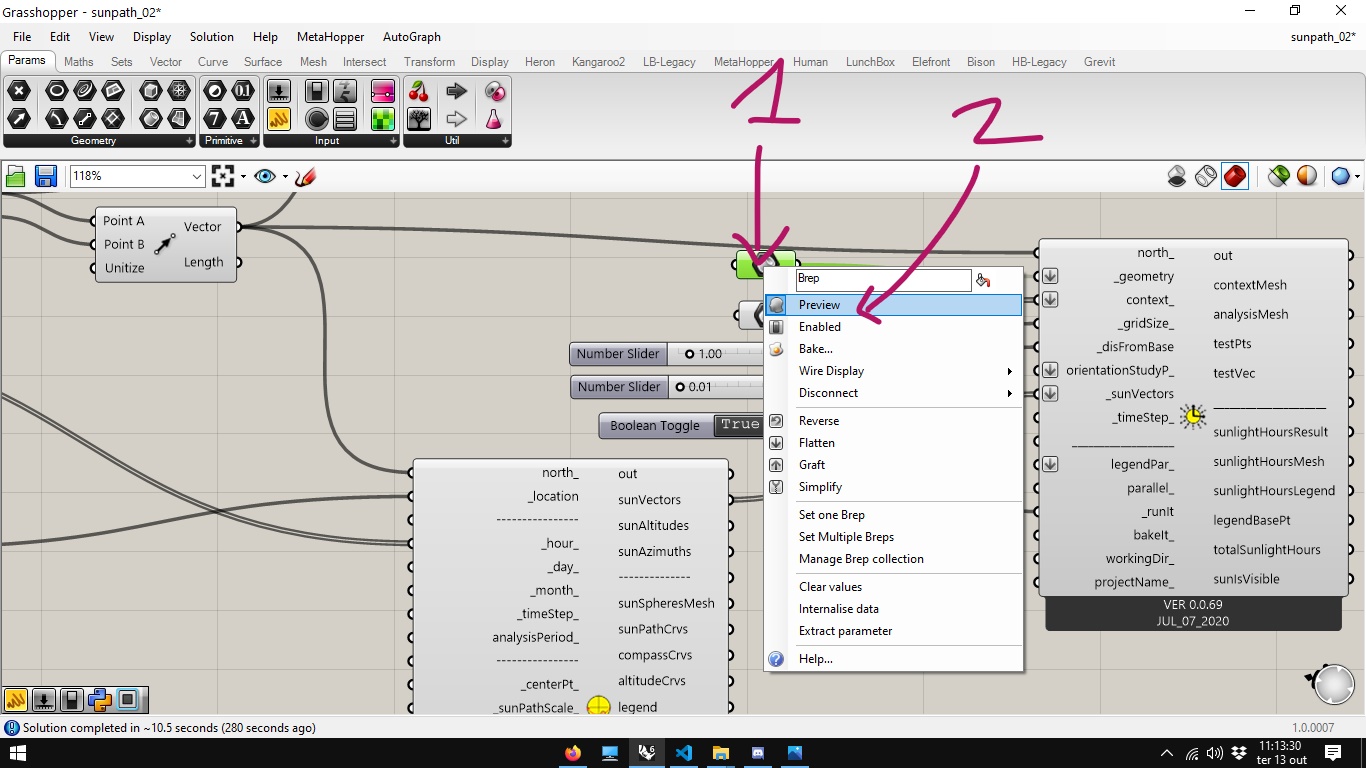 Grasshopper - sunpath_02*
File Edit View Display Solution Help MetaHopper AutoGraph sunpath_02*
Params Maths Sets Vector Curve Surface Mesh Intersect Transform Display Heron Kangaroo2 LB-Legacy MetaHopper Human LunchBox Elefront Bison HB-Legacy Grevit
1
2
Geometry Primitive Input Util
118%
Point A
Point B
Unitize
Vector
Length
Number Slider 1.00
Number Slider 0.01
Boolean Toggle True
Brep
Preview
Enabled
Bake...
Wire Display
Disconnect
Reverse
Flatten
Graft
Simplify
Set one Brep
Set Multiple Breps
Manage Brep collection
Clear values
Internalise data
Extract parameter
Help...
north_
_location
----------------
_hour_
_day_
_month_
_timeStep_
analysisPeriod_
----------------
_centerPt_
_sunPathScale_
out
sunVectors
sunAltitudes
sunAzimuths
--------------
sunSpheresMesh
sunPathCrvs
compassCrvs
altitudeCrvs
legend
north_
_geometry
context_
_gridSize_
_disFromBase
orientationStudyP_
_sunVectors
_timeStep_
____________________
legendPar_
parallel_
_runIt
bakeIt_
workingDir_
projectName_
out
contextMesh
analysisMesh
testPts
testVec
____________________
sunlightHoursResult
sunlightHoursMesh
sunlightHoursLegend
legendBasePt
totalSunlightHours
sunIsVisible
VER 0.0.69
JUL_07_2020
Solution completed in ~10.5 seconds (280 seconds ago) 1.0.0007
11:13:30
ter 13 out